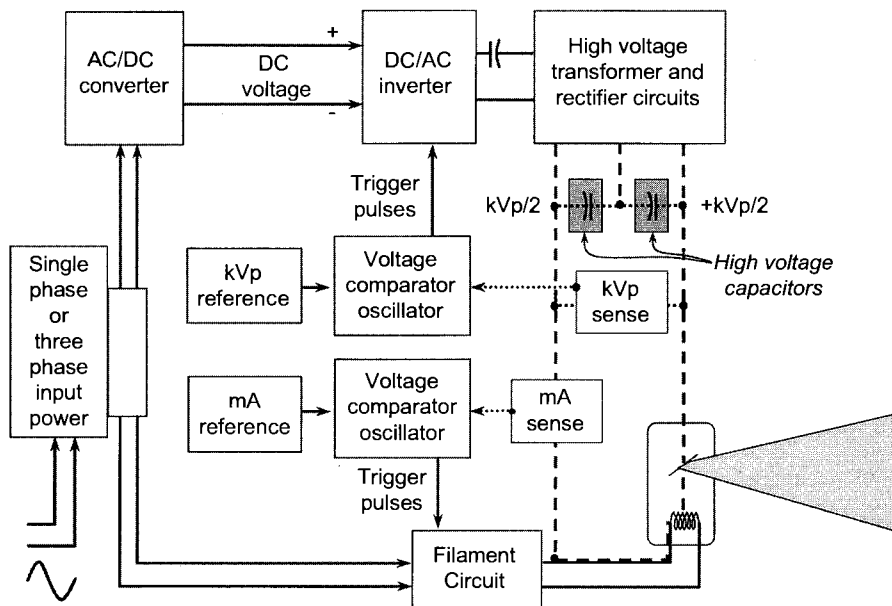 AC/DC
converter
+
DC
voltage
-
DC/AC
inverter
High voltage
transformer and
rectifier circuits
Trigger
pulses
kVp/2
+kVp/2
High voltage
capacitors
Single
phase
or
three
phase
input
power
kVp
reference
Voltage
comparator
oscillator
kVp
sense
mA
reference
Voltage
comparator
oscillator
mA
sense
Trigger
pulses
Filament
Circuit